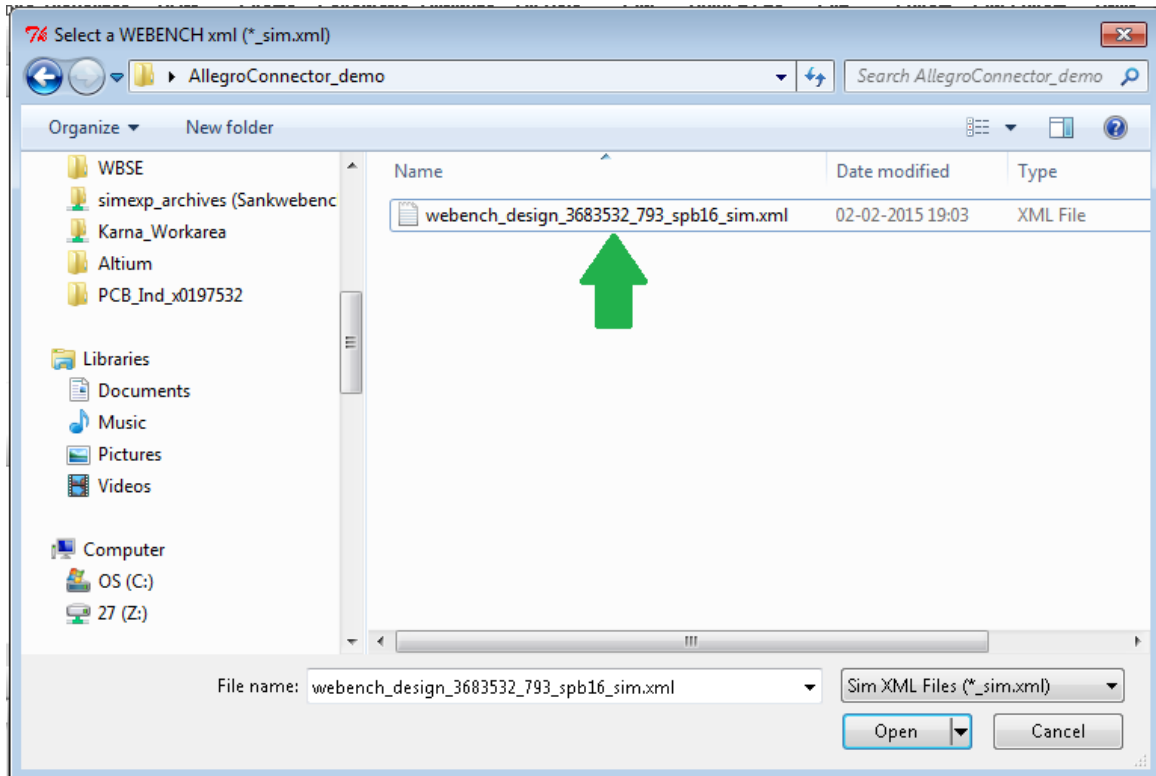 7% Select a WEBENCH xml (*_sim.xml)
AllegroConnector_demo
Search AllegroConnector_demo
Organize
New folder
WBSE
simexp_archives (Sankwebenc
Karna_Workarea
Altium
PCB_Ind_x0197532
Libraries
Documents
Music
Pictures
Videos
Computer
OS (C:)
27 (Z:)
Name
Date modified
Type
webench_design_3683532_793_spb16_sim.xml
02-02-2015 19:03
XML File
File name:
webench_design_3683532_793_spb16_sim.xml
Sim XML Files (*_sim.xml)
Open
Cancel